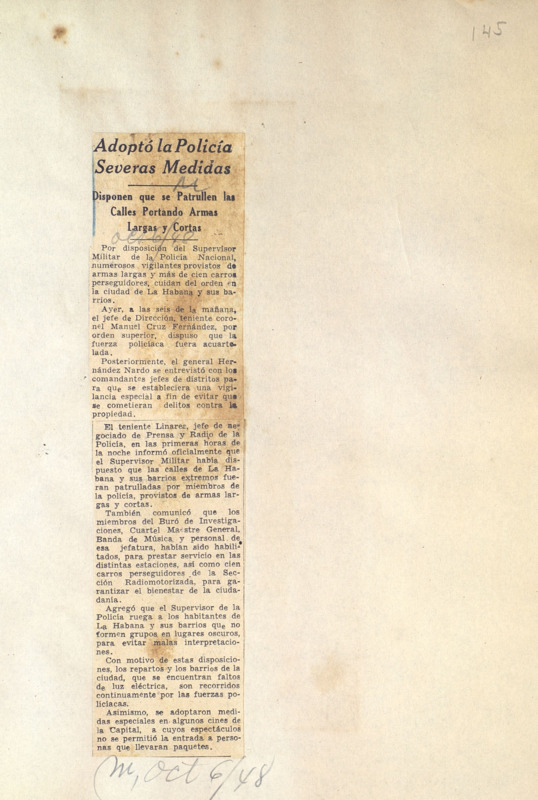 145
Adoptó la Policía
Severas Medidas
M
Disponen que se Patrullen las
Calles Portando Armas
Largas y Cortas
oct 6/48
Por disposición del Supervisor
Militar de la Policía Nacional,
numerosos vigilantes provistos de
armas largas y más de cien carros
perseguidores, cuidan del orden en
la ciudad de La Habana y sus ba-
rrios.
Ayer, a las seis de la mañana,
el jefe de Dirección, teniente coro-
nel Manuel Cruz Fernández, por
orden superior, dispuso que la
fuerza policíaca fuera acuarte-
lada.
Posteriormente, el general Her-
nández Nardo se entrevistó con los
comandantes jefes de distritos pa-
ra que se estableciera una vigi-
lancia especial a fin de evitar que
se cometieran delitos contra la
propiedad.
El teniente Linarez, jefe de ne-
gociado de Prensa y Radio de la
Policía, en las primeras horas de
la noche informó oficialmente que
el Supervisor Militar había dis-
puesto que las calles de La Ha-
bana y sus barrios extremos fue-
ran patrulladas por miembros de
la policía, provistos de armas lar-
gas y cortas.
También comunicó que los
miembros del Buró de Investiga-
ciones, Cuartel Maestre General,
Banda de Música, y personal de
esa jefatura, habían sido habili-
tados, para prestar servicio en las
distintas estaciones, así como cien
carros perseguidores de la Sec-
ción Radiomotorizada, para ga-
rantizar el bienestar de la ciuda-
danía.
Agregó que el Supervisor de la
Policía ruega a los habitantes de
La Habana y sus barrios que no
formen grupos en lugares oscuros,
para evitar malas interpretacio-
nes.
Con motivo de estas disposicio-
nes, los repartos y los barrios de la
ciudad, que se encuentran faltos
de luz eléctrica, son recorridos
continuamente por las fuerzas po-
licíacas.
Asimismo, se adoptaron medi-
das especiales en algunos cines de
la Capital, a cuyos espectáculos
no se permitió la entrada a perso-
nas que llevaran paquetes.
M, Oct 6/48